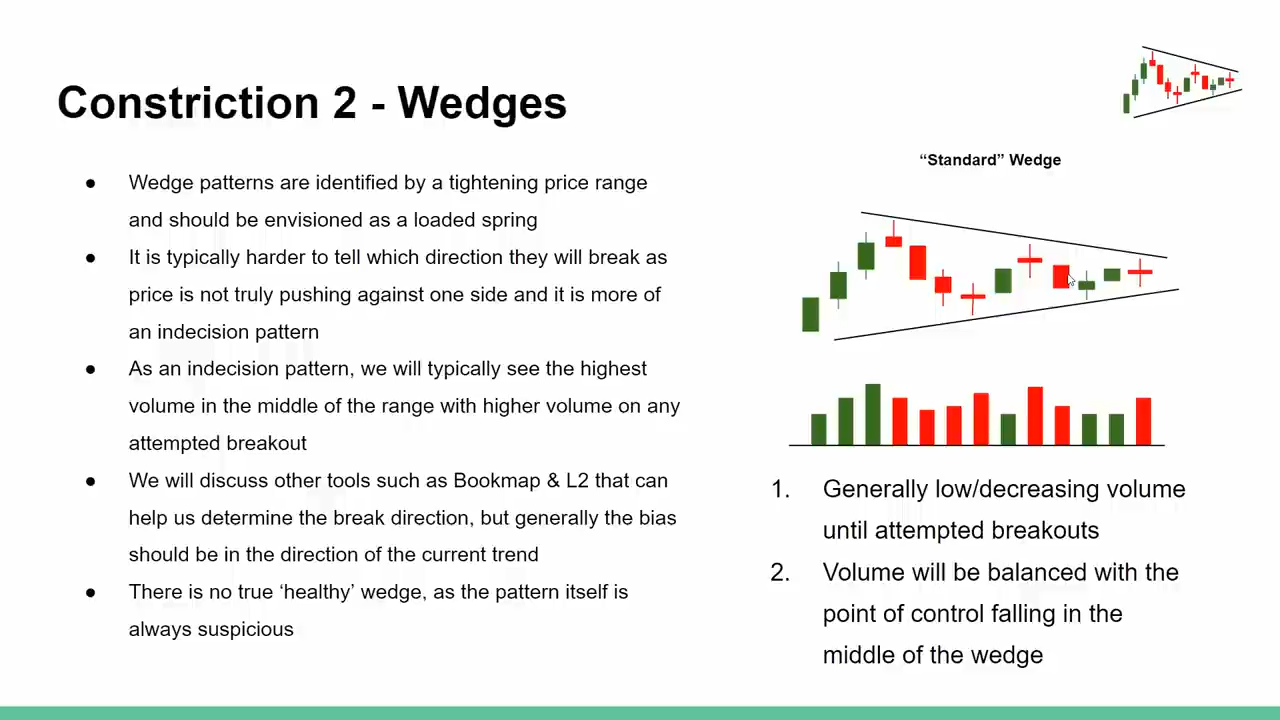 Constriction 2 - Wedges
● Wedge patterns are identified by a tightening price range
and should be envisioned as a loaded spring
● It is typically harder to tell which direction they will break as
price is not truly pushing against one side and it is more of
an indecision pattern
● As an indecision pattern, we will typically see the highest
volume in the middle of the range with higher volume on any
attempted breakout
● We will discuss other tools such as Bookmap & L2 that can
help us determine the break direction, but generally the bias
should be in the direction of the current trend
● There is no true ‘healthy’ wedge, as the pattern itself is
always suspicious
“Standard” Wedge
1. Generally low/decreasing volume
until attempted breakouts
2. Volume will be balanced with the
point of control falling in the
middle of the wedge